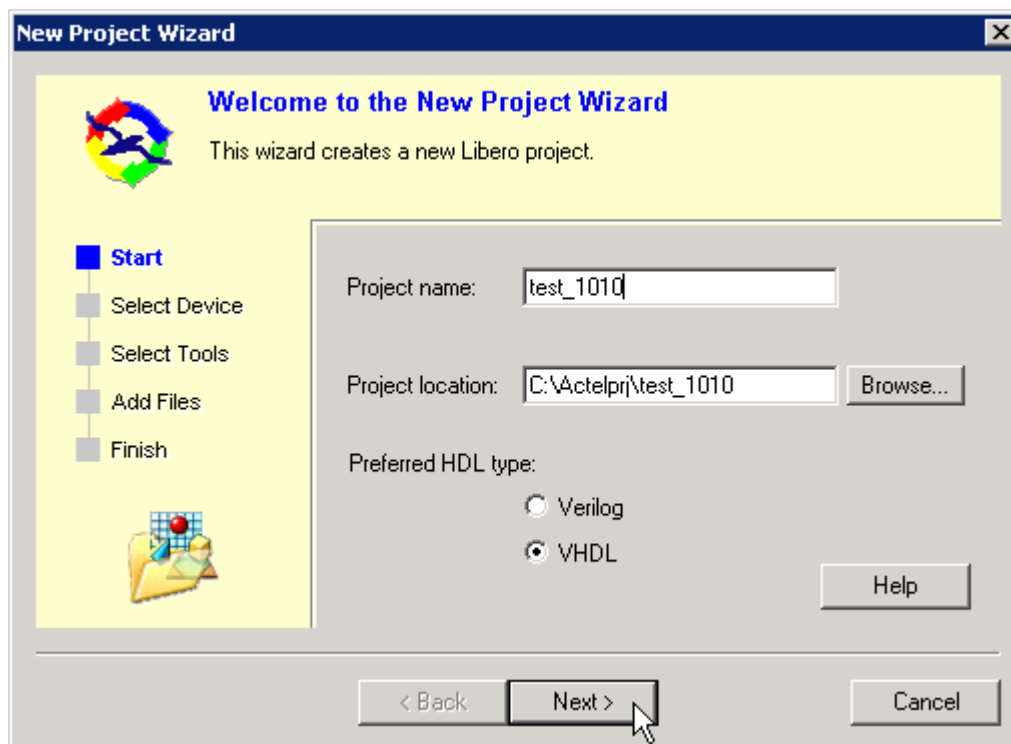 New Project Wizard
Welcome to the New Project Wizard
This wizard creates a new Libero project.
Start
Select Device
Select Tools
Add Files
Finish
Project name:
test_1010
Project location:
C:\Actelprj\test_1010
Browse...
Preferred HDL type:
Verilog
VHDL
Help
< Back
Next >
Cancel